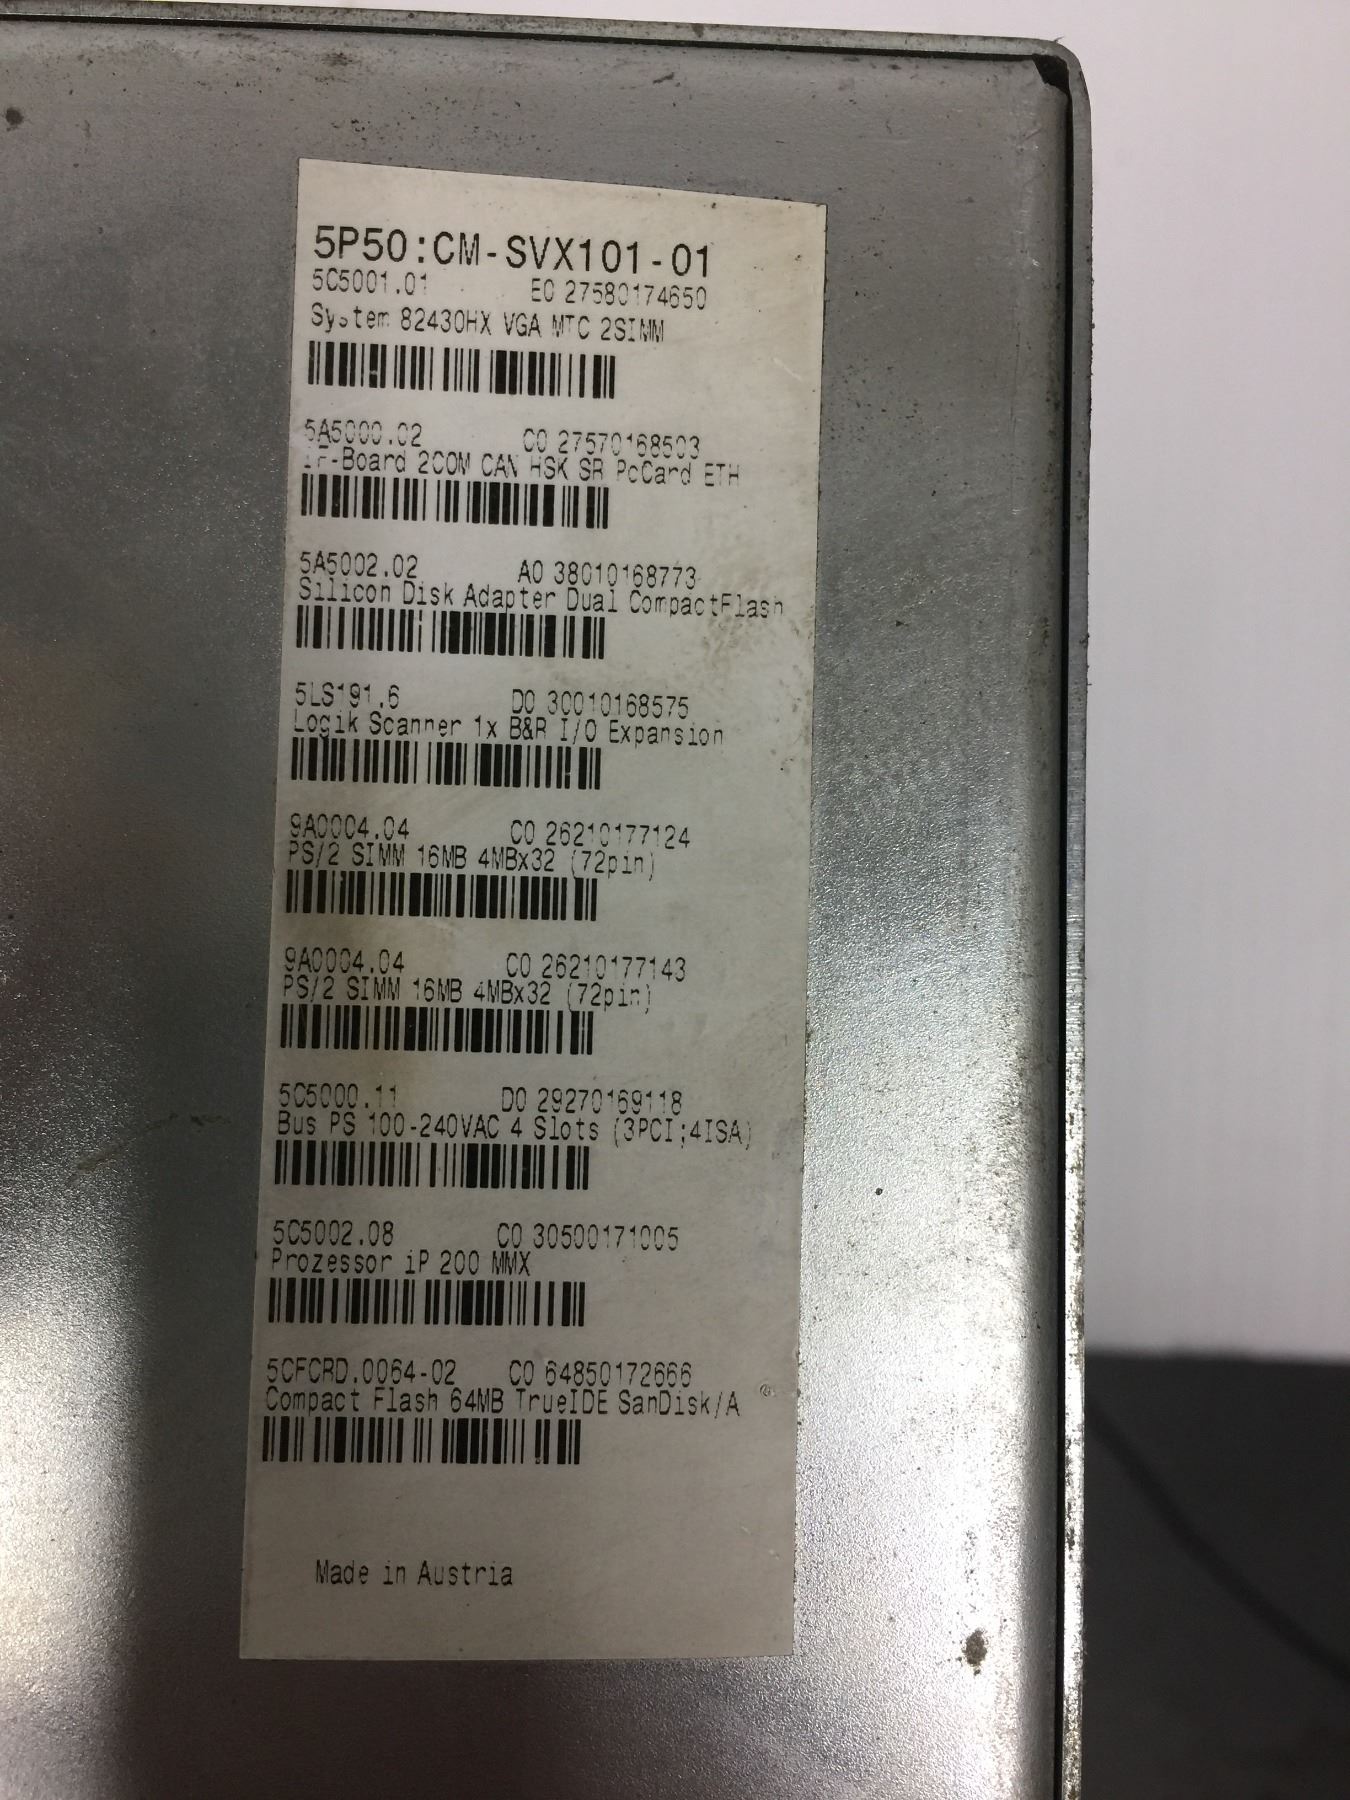 5P50:CM-SVX101-01
5C5001.01 E0 27580174650
System 82430HX VGA MTC 2SIMM
5A5000.02 C0 27570168503
IF-Board 2COM CAN HSK SR PcCard ETH
5A5002.02 A0 38010168773
Silicon Disk Adapter Dual CompactFlash
5LS191.6 D0 30010168575
Logik Scanner 1x B&R I/O Expansion
9A0004.04 C0 26210177124
PS/2 SIMM 16MB 4MBx32 (72pin)
9A0004.04 C0 26210177143
PS/2 SIMM 16MB 4MBx32 (72pin)
5C5000.11 D0 29270169118
Bus PS 100-240VAC 4 Slots (3PCI;4ISA)
5C5002.08 C0 30500171005
Prozessor iP 200 MMX
5CFCRD.0064-02 C0 64850172666
Compact Flash 64MB TrueIDE SanDisk/A
Made in Austria